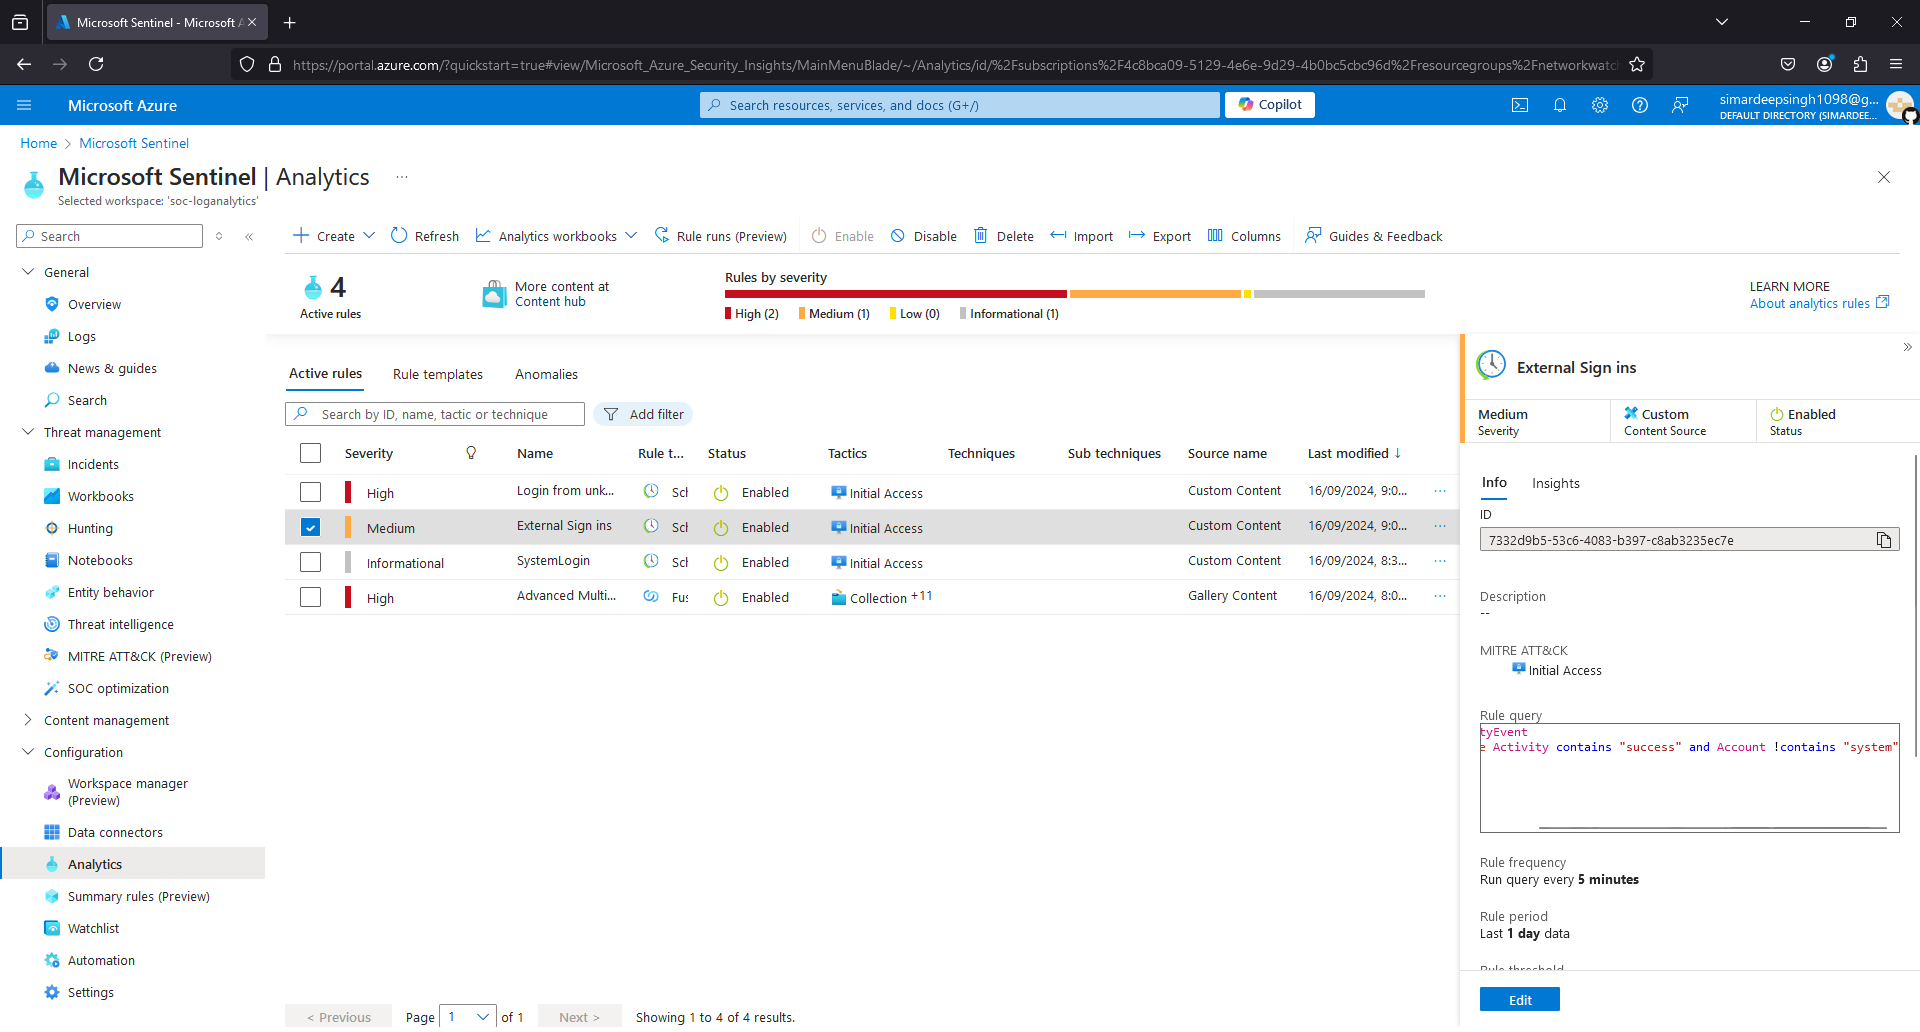 Microsoft Sentinel - Microsoft A
https://portal.azure.com/?quickstart=true#view/Microsoft_Azure_Security_Insights/MainMenuBlade/~/Analytics/id/%2Fsubscriptions%2F4c8bca09-5129-4e6e-9d29-4b0bc5cbc96d%2Fresourcegroups%2Fnetworkwatc
Microsoft Azure
Search resources, services, and docs (G+/)
Copilot
simardeepsingh1098@g...
DEFAULT DIRECTORY (SIMARDEE...
Home > Microsoft Sentinel
Microsoft Sentinel | Analytics ...
Selected workspace: 'soc-loganalytics'
Search
General
Overview
Logs
News & guides
Search
Threat management
Incidents
Workbooks
Hunting
Notebooks
Entity behavior
Threat intelligence
MITRE ATT&CK (Preview)
SOC optimization
Content management
Configuration
Workspace manager
(Preview)
Data connectors
Analytics
Summary rules (Preview)
Watchlist
Automation
Settings
Create Refresh Analytics workbooks Rule runs (Preview) Enable Disable Delete Import Export Columns Guides & Feedback
4
Active rules
More content at
Content hub
Rules by severity
High (2) Medium (1) Low (0) Informational (1)
LEARN MORE
About analytics rules
Active rules Rule templates Anomalies
Search by ID, name, tactic or technique
Add filter
Severity Name Rule t... Status Tactics Techniques Sub techniques Source name Last modified ↓
High Login from unk... Sch Enabled Initial Access Custom Content 16/09/2024, 9:0... ...
Medium External Sign ins Sch Enabled Initial Access Custom Content 16/09/2024, 9:0... ...
Informational SystemLogin Sch Enabled Initial Access Custom Content 16/09/2024, 8:3... ...
High Advanced Multi... Fus Enabled Collection +11 Gallery Content 16/09/2024, 8:0... ...
< Previous Page 1 of 1 Next > Showing 1 to 4 of 4 results.
External Sign ins
Medium
Severity
Custom
Content Source
Enabled
Status
Info Insights
ID
7332d9b5-53c6-4083-b397-c8ab3235ec7e
Description
--
MITRE ATT&CK
Initial Access
Rule query
tyEvent
e Activity contains "success" and Account !contains "system"
Rule frequency
Run query every 5 minutes
Rule period
Last 1 day data
Rule threshold
Edit